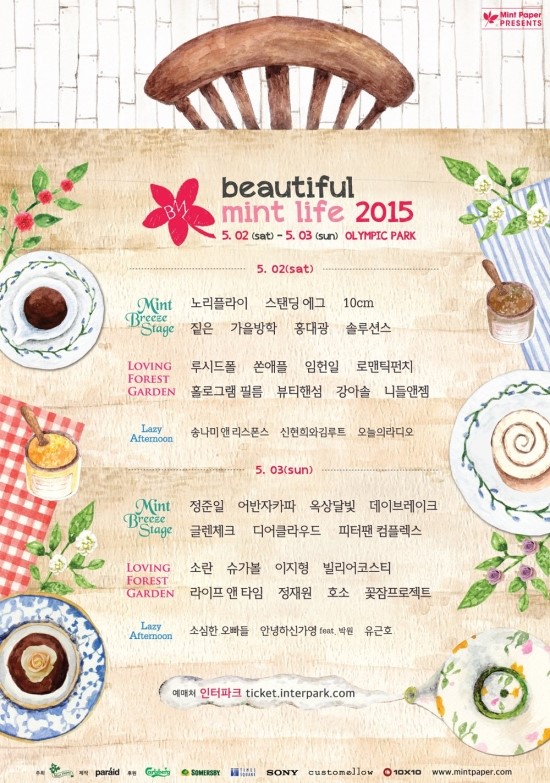 Mint Paper
PRESENTS
beautiful
mint life 2015
5. 02 (sat) - 5. 03 (sun) OLYMPIC PARK
5. 02(sat)
Mint Breeze Stage
노리플라이 스탠딩 에그 10cm
짙은 가을방학 홍대광 솔루션스
LOVING FOREST GARDEN
루시드폴 쏜애플 임헌일 로맨틱펀치
홀로그램 필름 뷰티핸섬 강아솔 니들앤젬
Lazy Afternoon
송나미 앤 리스폰스 신현희와김루트 오늘의라디오
5. 03(sun)
Mint Breeze Stage
정준일 어반자카파 옥상달빛 데이브레이크
글렌체크 디어클라우드 피터팬 컴플렉스
LOVING FOREST GARDEN
소란 슈가볼 이지형 빌리어코스티
라이프 앤 타임 정재원 호소 꽃잠프로젝트
Lazy Afternoon
소심한 오빠들 안녕하신가영 feat. 박원 유근호
예매처 인터파크 ticket.interpark.com
주최 제작 paräid 후원 Carlsberg SOMERSBY TIMES SQUARE SONY customellow 10X10 www.mintpaper.com